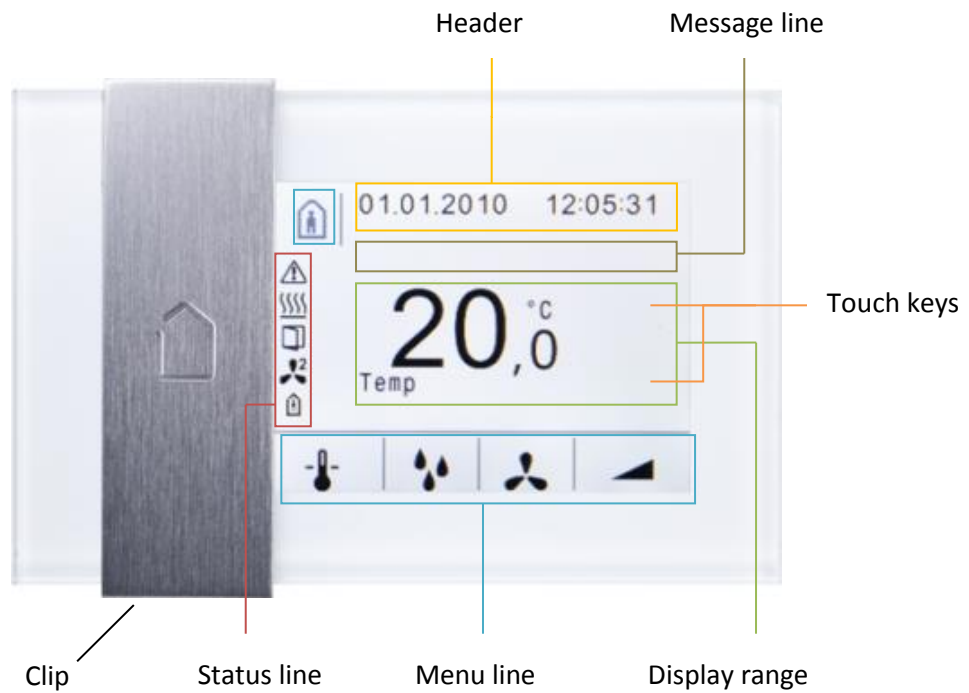 Header
Message line
01.01.2010 12:05:31
Touch keys
20,0 °C
Temp
2
Clip
Status line
Menu line
Display range